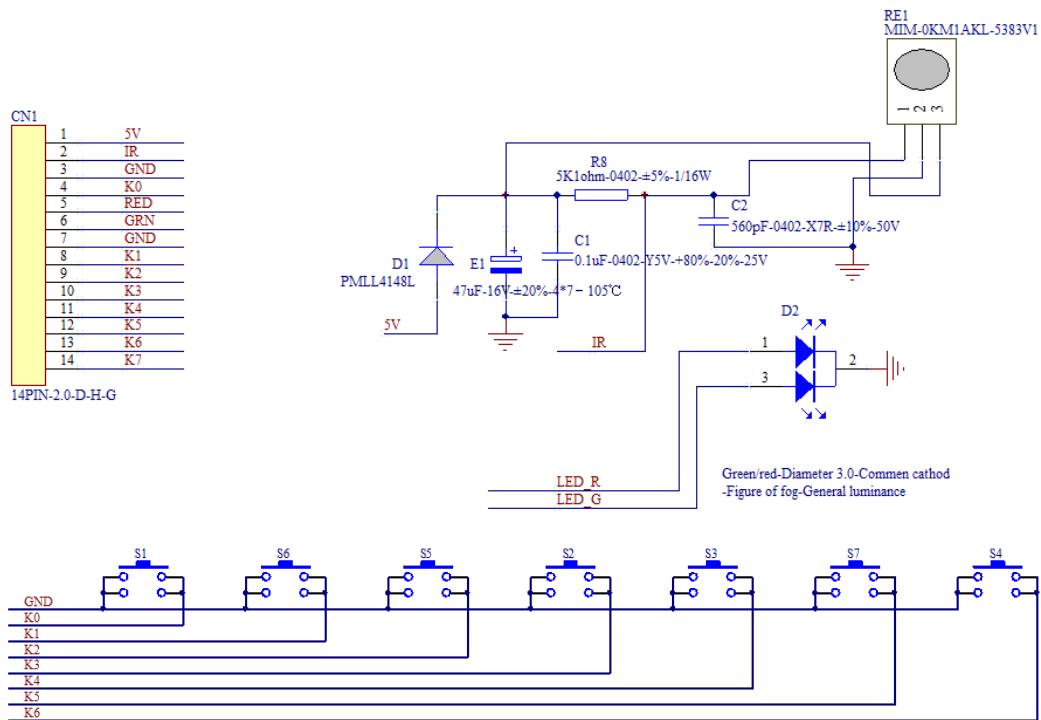 RE1
MIM-0KM1AKL-5383V1
1
2
3
CN1
1 5V
2 IR
3 GND
4 K0
5 RED
6 GRN
7 GND
8 K1
9 K2
10 K3
11 K4
12 K5
13 K6
14 K7
14PIN-2.0-D-H-G
R8
5K1ohm-0402-±5%-1/16W
C2
560pF-0402-X7R-±10%-50V
C1
0.1uF-0402-Y5V-+80%-20%-25V
D1
PMLL4148L
E1
+
47uF-16V-±20%-4*7-105℃
5V
IR
D2
1
2
3
LED_R
LED_G
Green/red-Diameter 3.0-Commen cathod
-Figure of fog-General luminance
S1 S6 S5 S2 S3 S7 S4
GND
K0
K1
K2
K3
K4
K5
K6